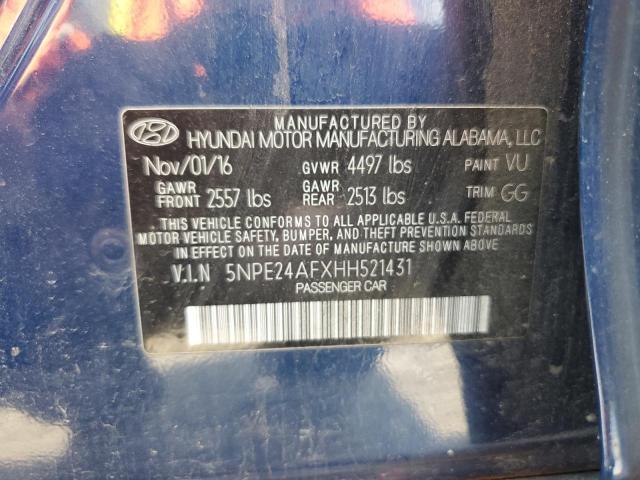 MANUFACTURED BY
HYUNDAI MOTOR MANUFACTURING ALABAMA, LLC
Nov/01/16 GVWR 4497 lbs PAINT VU
GAWR FRONT 2557 lbs GAWR REAR 2513 lbs TRIM GG
THIS VEHICLE CONFORMS TO ALL APPLICABLE U.S.A. FEDERAL
MOTOR VEHICLE SAFETY, BUMPER, AND THEFT PREVENTION STANDARDS
IN EFFECT ON THE DATE OF MANUFACTURE SHOWN ABOVE.
V.I.N 5NPE24AFXHH521431
PASSENGER CAR